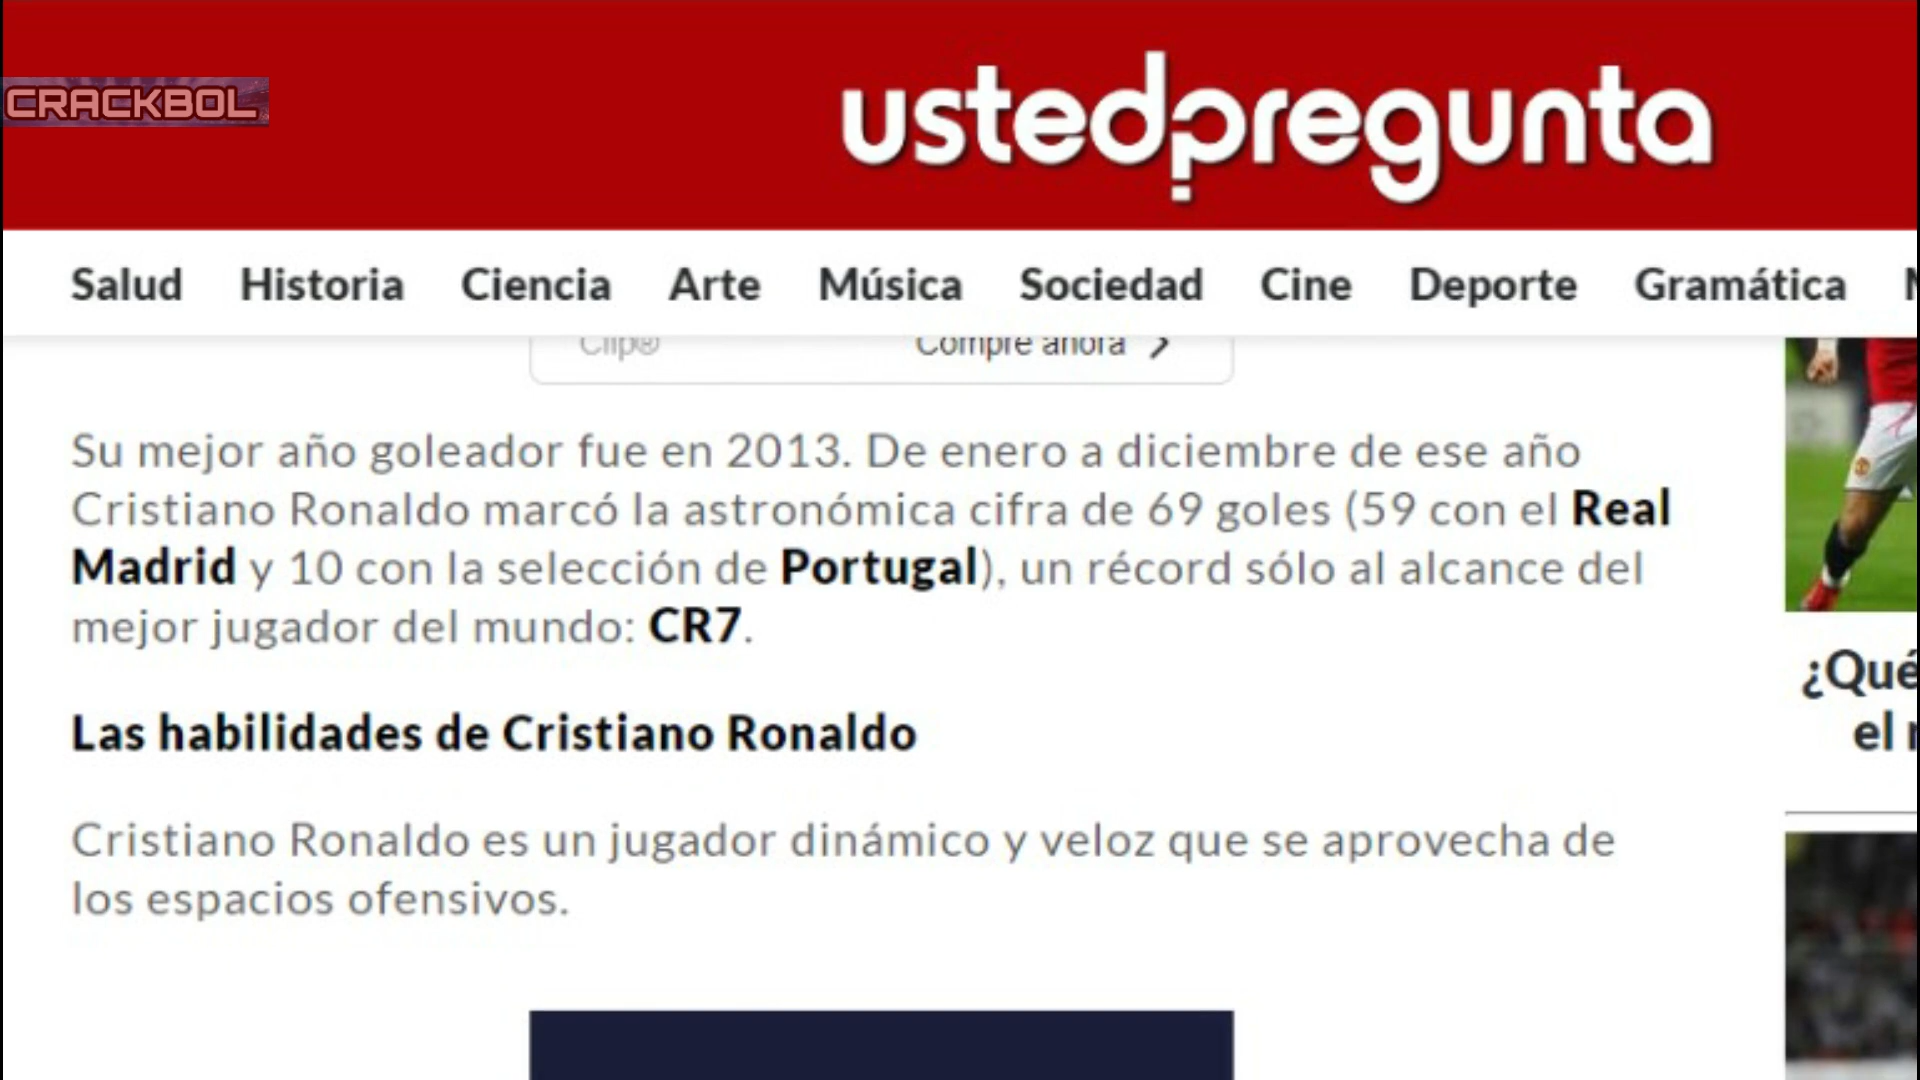 CRACKBOL
ustedpregunta
Salud Historia Ciencia Arte Música Sociedad Cine Deporte Gramática
Clip® Compre ahora
Su mejor año goleador fue en 2013. De enero a diciembre de ese año
Cristiano Ronaldo marcó la astronómica cifra de 69 goles (59 con el Real
Madrid y 10 con la selección de Portugal), un récord sólo al alcance del
mejor jugador del mundo: CR7.
¿Qué
el
Las habilidades de Cristiano Ronaldo
Cristiano Ronaldo es un jugador dinámico y veloz que se aprovecha de
los espacios ofensivos.